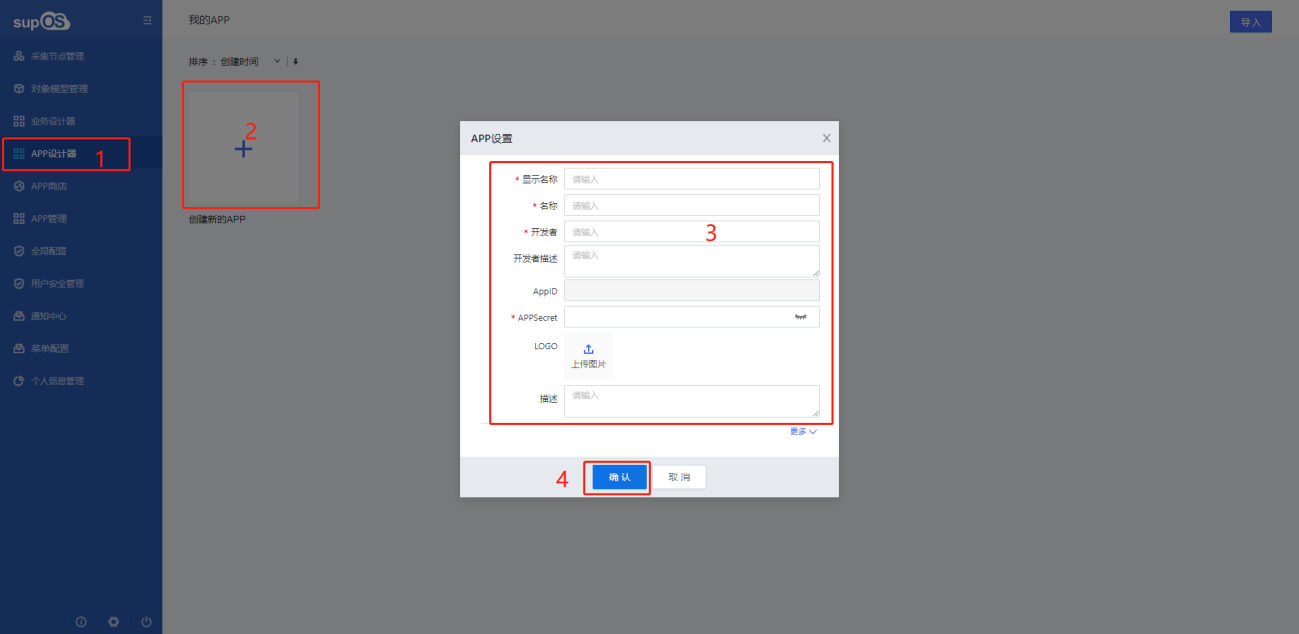 supOS
采集节点管理
对象模型管理
业务设计器
APP设计器
1
APP商店
APP管理
全局配置
用户安全管理
通知中心
菜单配置
个人信息管理
我的APP
导入
排序 : 创建时间
2
创建新的APP
APP设置
* 显示名称 请输入
* 名称 请输入
* 开发者 请输入
3
开发者描述 请输入
AppID
* APPSecret
LOGO
上传图片
描述 请输入
更多
4
确认 取消